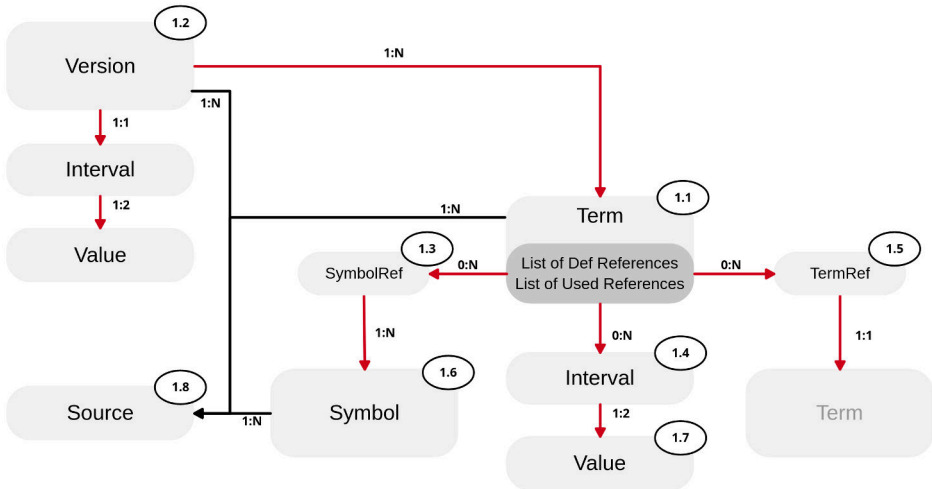 1.2
Version
1:N
1:N
1:1
Interval
1:2
Value
1:N
1.1
Term
List of Def References
List of Used References
1.3
SymbolRef
0:N
0:N
1.5
TermRef
1:N
0:N
1:1
1.4
Interval
1:2
1.6
Symbol
1:N
1.8
Source
Term
1.7
Value